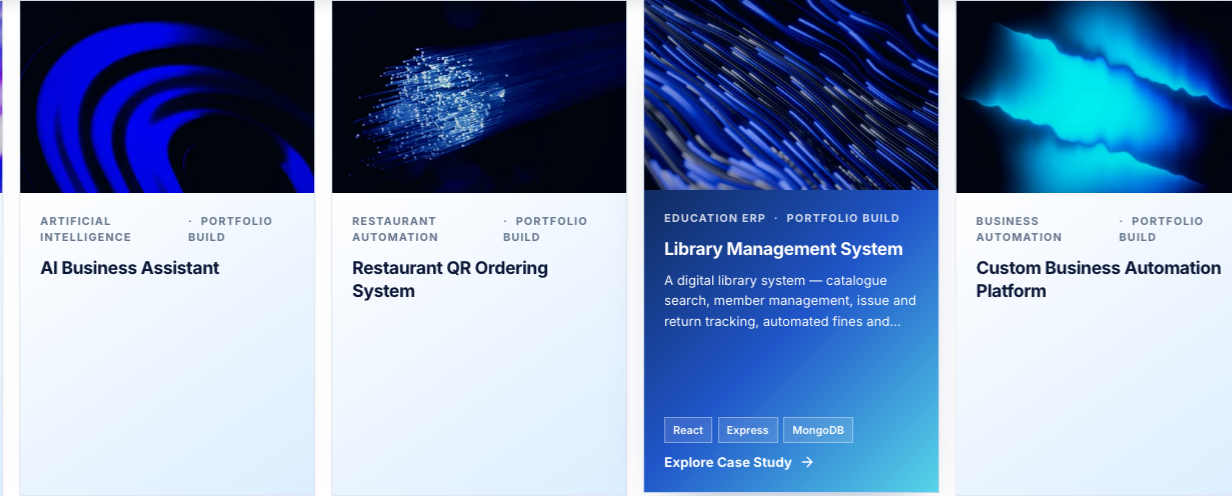 ARTIFICIAL INTELLIGENCE · PORTFOLIO BUILD
AI Business Assistant
RESTAURANT AUTOMATION · PORTFOLIO BUILD
Restaurant QR Ordering
System
EDUCATION ERP · PORTFOLIO BUILD
Library Management System
A digital library system — catalogue
search, member management, issue and
return tracking, automated fines and...
React Express MongoDB
Explore Case Study →
BUSINESS AUTOMATION · PORTFOLIO BUILD
Custom Business Automation
Platform